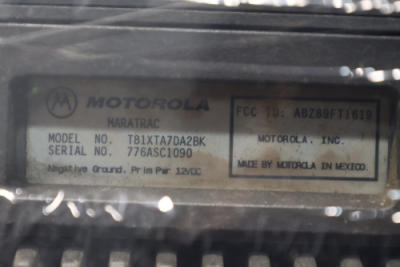 MOTOROLA
MARATRAC
MODEL NO. T81XTA7DA2BK
SERIAL NO. 776ASC1090
Negative Ground, Prim Pwr 12VDC
FCC ID: ABZ89FT1619
MOTOROLA, INC.
MADE BY MOTOROLA IN MEXICO.